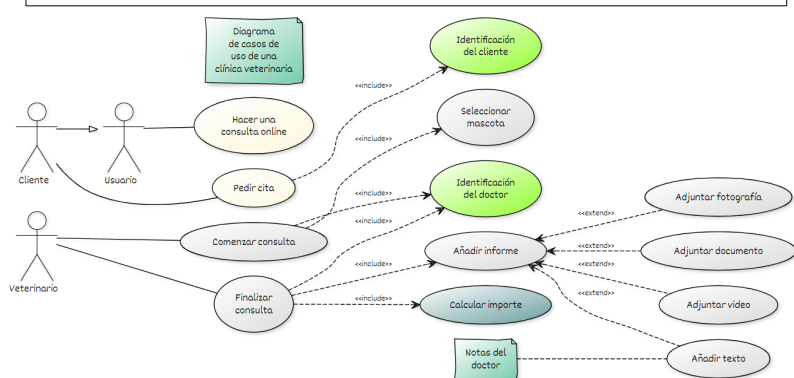 Diagrama
de casos de
uso de una
clínica veterinaria
Identificación
del cliente
<<include>>
Seleccionar
mascota
Hacer una
consulta online
<<include>>
Cliente
Usuario
Pedir cita
Identificación
del doctor
<<include>>
Adjuntar fotografía
<<extend>>
<<include>>
Comenzar consulta
Añadir informe
<<extend>>
Adjuntar documento
<<include>>
<<extend>>
Veterinario
Finalizar
consulta
<<include>>
Calcular importe
<<extend>>
Adjuntar video
Notas del
doctor
Añadir texto